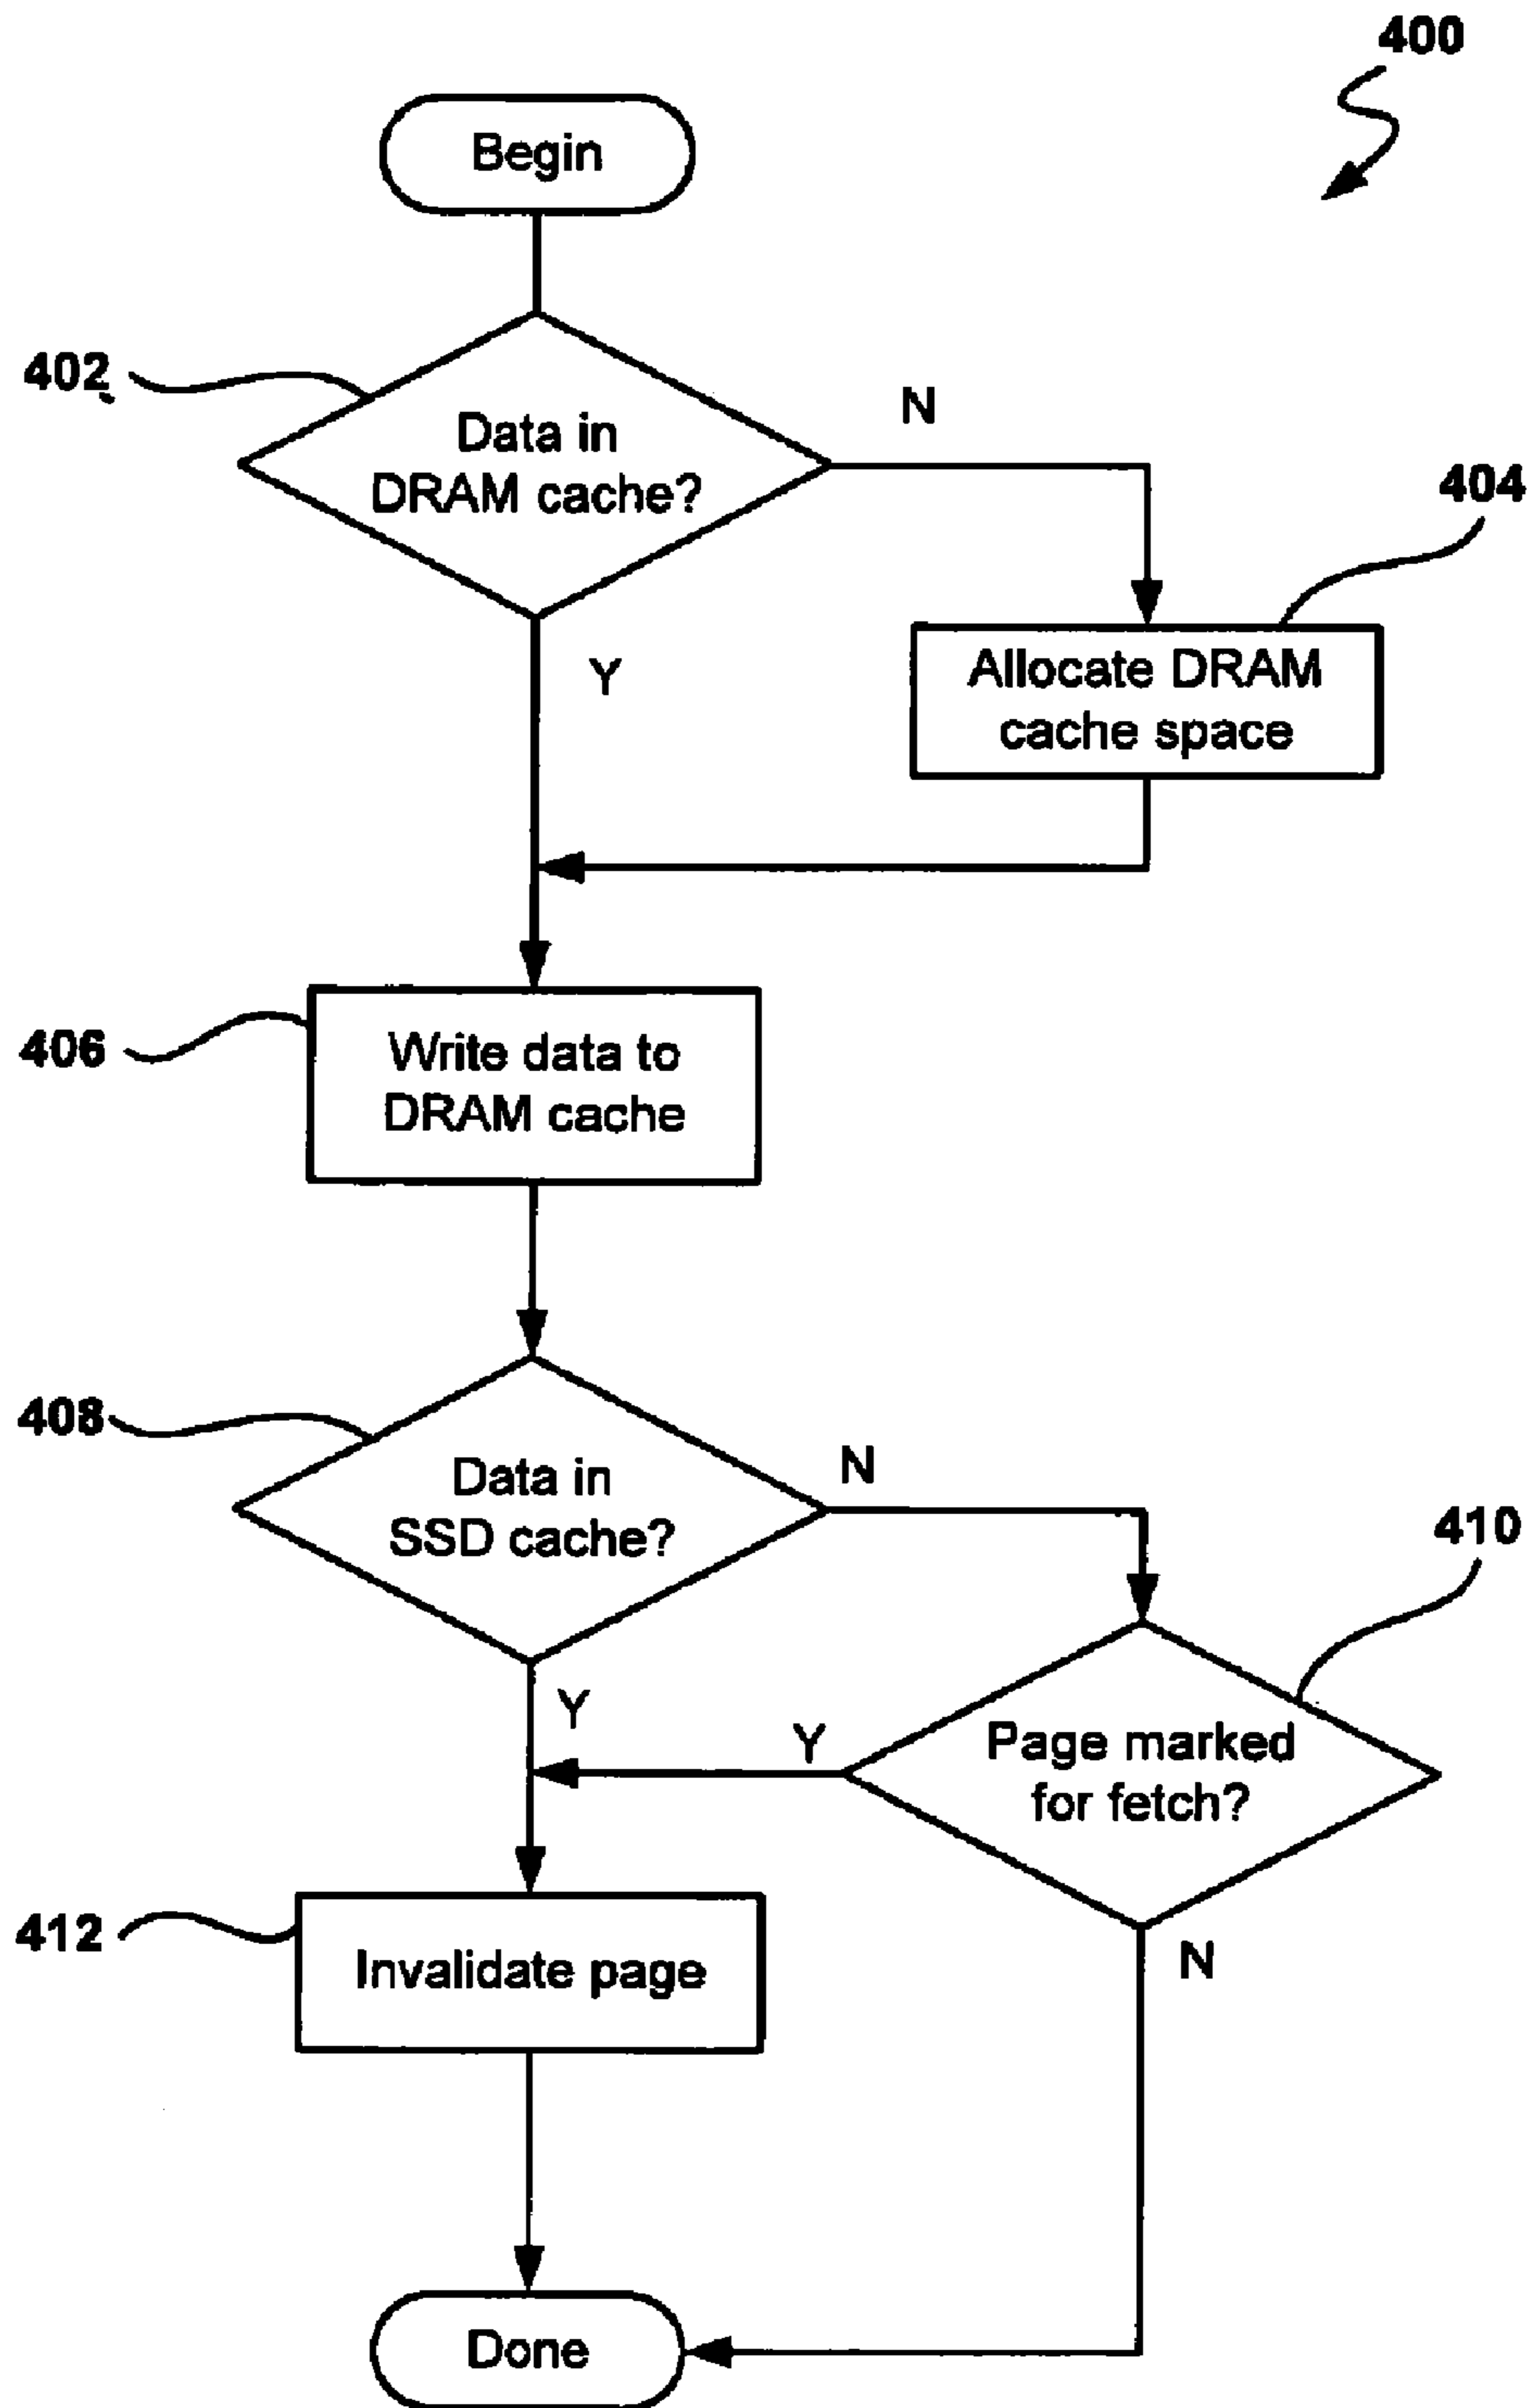 400
Begin
402
Data in
DRAM cache?
N
404
Allocate DRAM
cache space
Y
406
Write data to
DRAM cache
408
Data in
SSD cache?
N
410
Y
Y
Page marked
for fetch?
412
Invalidate page
N
Done